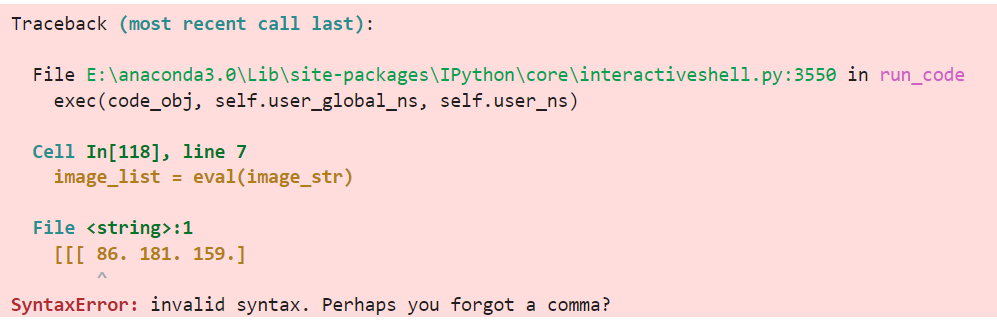 Traceback (most recent call last):
File E:\anaconda3.0\Lib\site-packages\IPython\core\interactiveshell.py:3550 in run_code
exec(code_obj, self.user_global_ns, self.user_ns)
Cell In[118], line 7
image_list = eval(image_str)
File <string>:1
[[[ 86. 181. 159.]
^
SyntaxError: invalid syntax. Perhaps you forgot a comma?